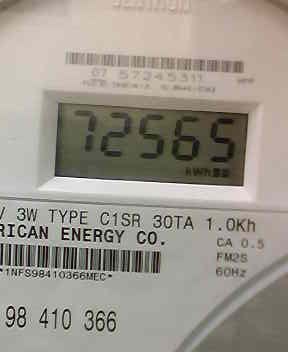 07 57245311
72565
kWh
V 3W TYPE C1SR 30TA 1.0Kh
RICAN ENERGY CO.
CA 0.5
FM2S
*1NFS98410366MEC*
60Hz
98 410 366